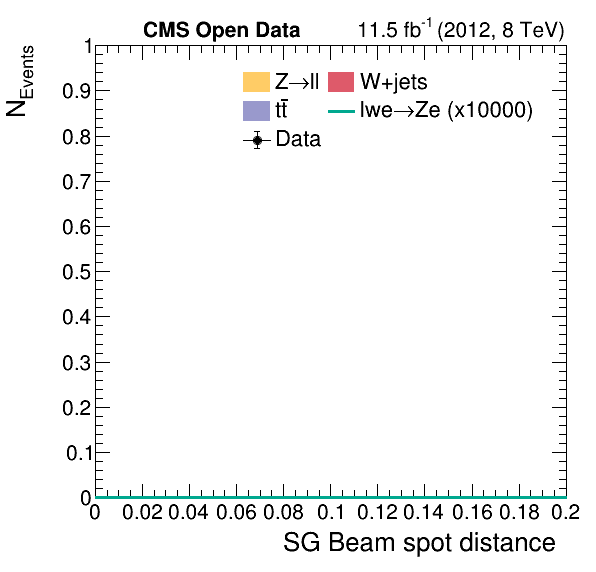 CMS Open Data 11.5 fb⁻¹ (2012, 8 TeV)
N_Events
1
0.9
0.8
0.7
0.6
0.5
0.4
0.3
0.2
0.1
0
Z→ll W+jets
tt̄ lwe→Ze (x10000)
Data
0 0.02 0.04 0.06 0.08 0.1 0.12 0.14 0.16 0.18 0.2
SG Beam spot distance